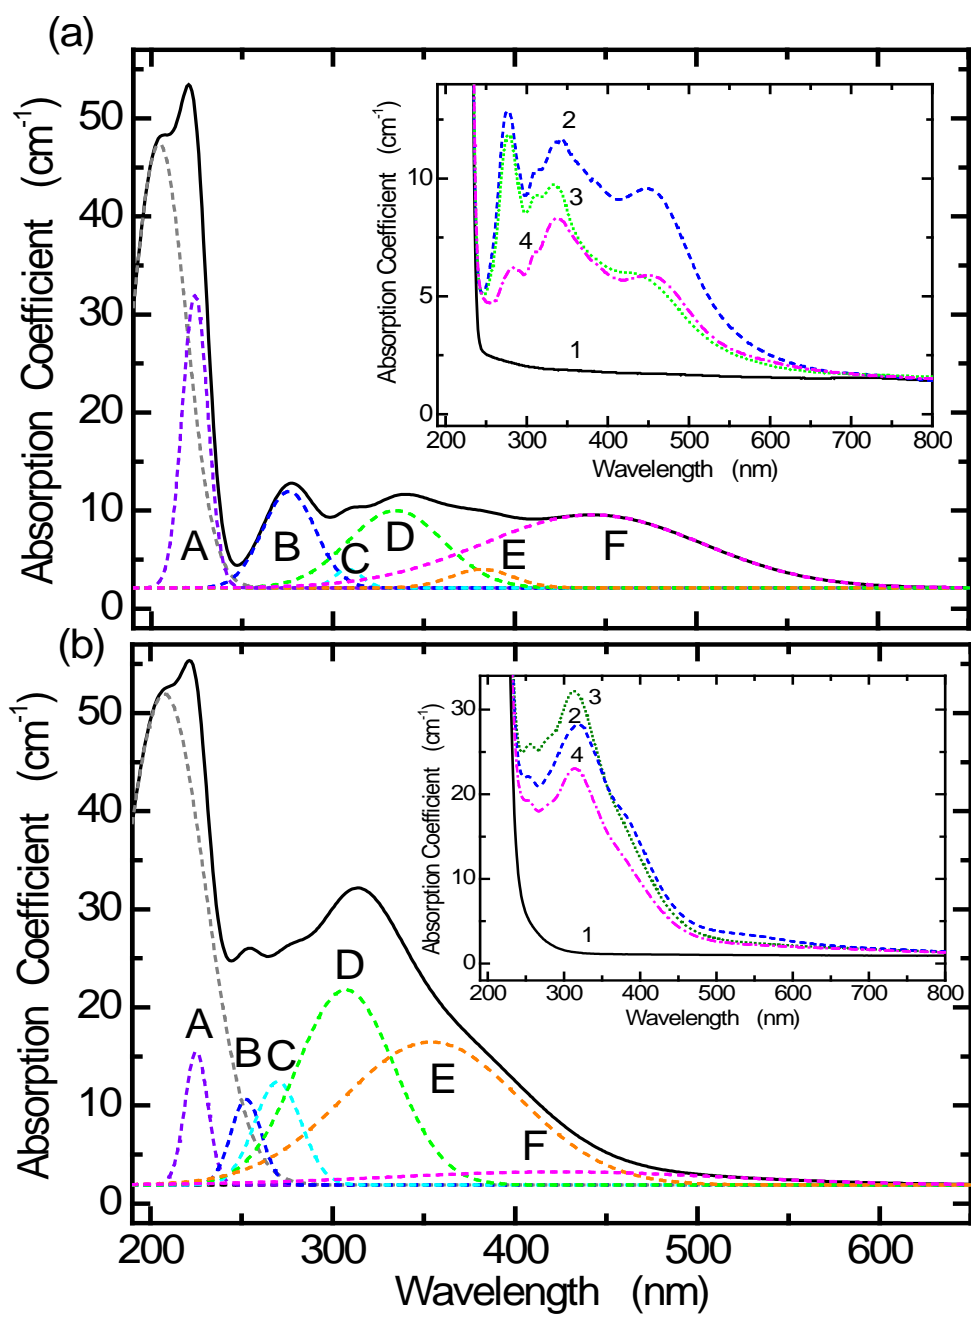 (a)
Absorption Coefficient (cm-1)
50
40
30
20
10
0
A
B
C
D
E
F
Absorption Coefficient (cm-1)
10
5
0
2
3
4
1
200 300 400 500 600 700 800
Wavelength (nm)
(b)
Absorption Coefficient (cm-1)
50
40
30
20
10
0
A
B
C
D
E
F
Absorption Coefficient (cm-1)
30
20
10
0
3
2
4
1
200 300 400 500 600 700 800
Wavelength (nm)
200 300 400 500 600
Wavelength (nm)